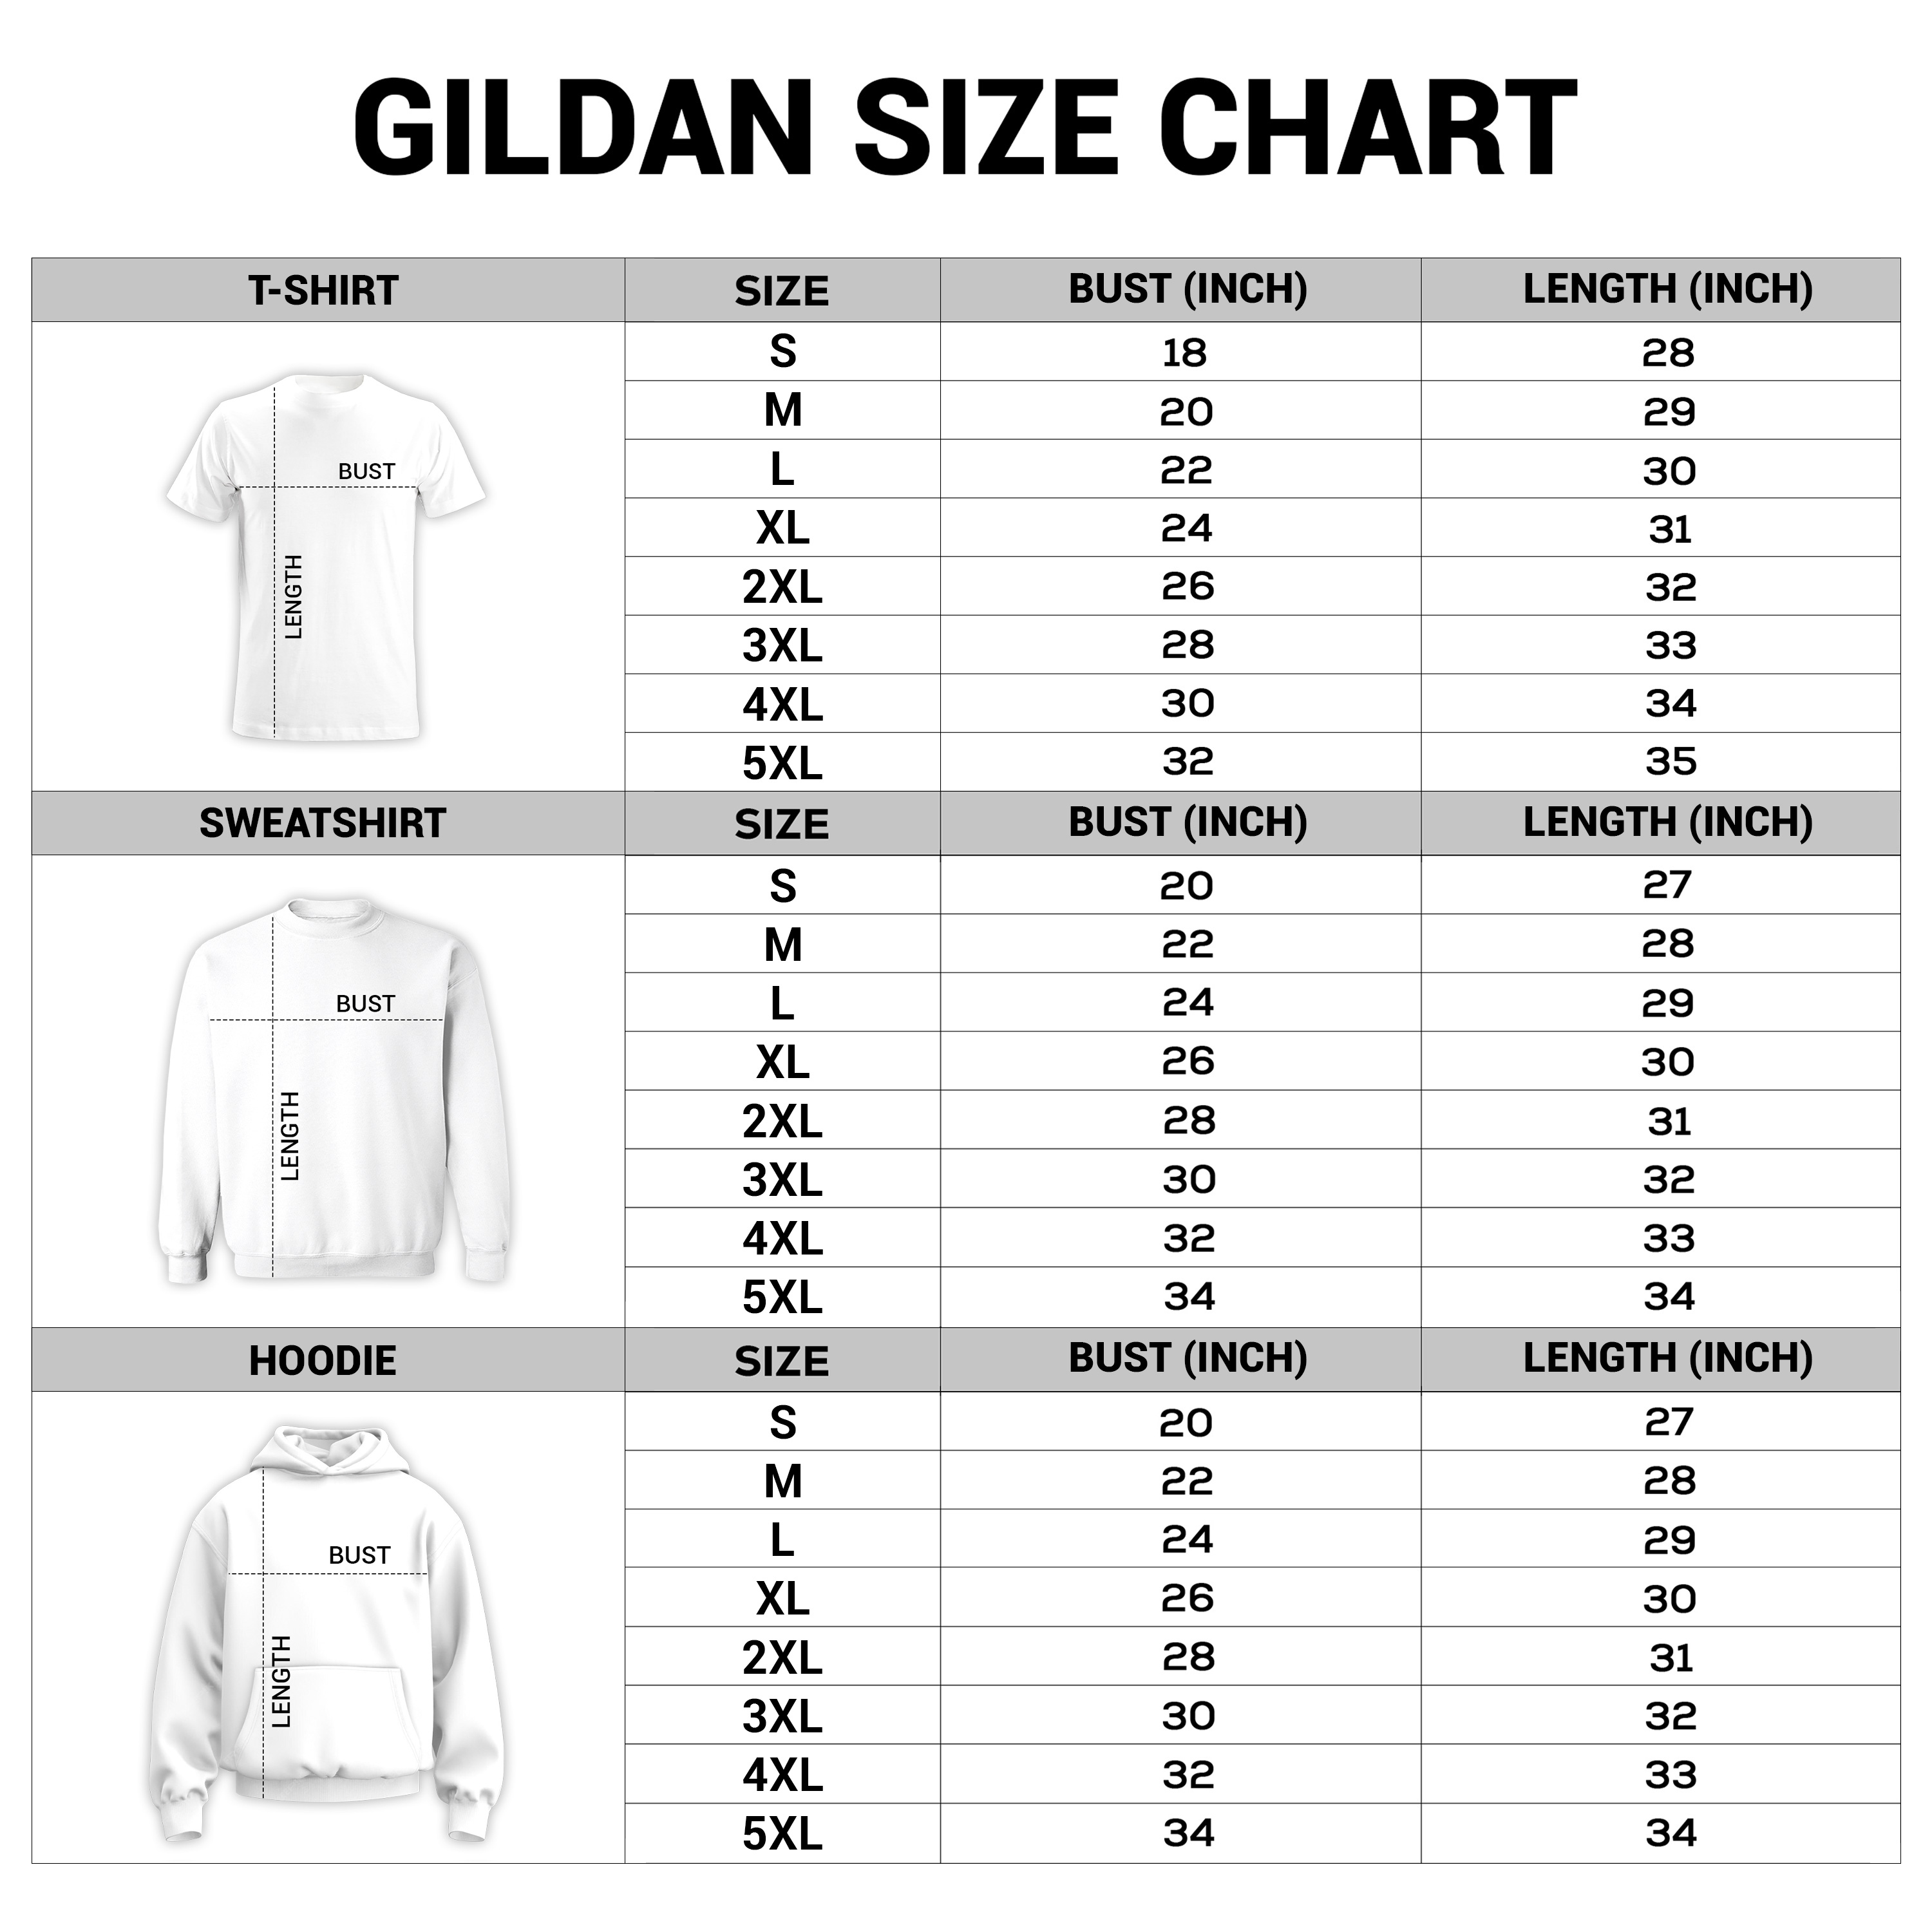 GILDAN SIZE CHART
T-SHIRT SIZE BUST (INCH) LENGTH (INCH)
S 18 28
M 20 29
L 22 30
XL 24 31
2XL 26 32
3XL 28 33
4XL 30 34
5XL 32 35
BUST
LENGTH
SWEATSHIRT SIZE BUST (INCH) LENGTH (INCH)
S 20 27
M 22 28
L 24 29
XL 26 30
2XL 28 31
3XL 30 32
4XL 32 33
5XL 34 34
BUST
LENGTH
HOODIE SIZE BUST (INCH) LENGTH (INCH)
S 20 27
M 22 28
L 24 29
XL 26 30
2XL 28 31
3XL 30 32
4XL 32 33
5XL 34 34
BUST
LENGTH